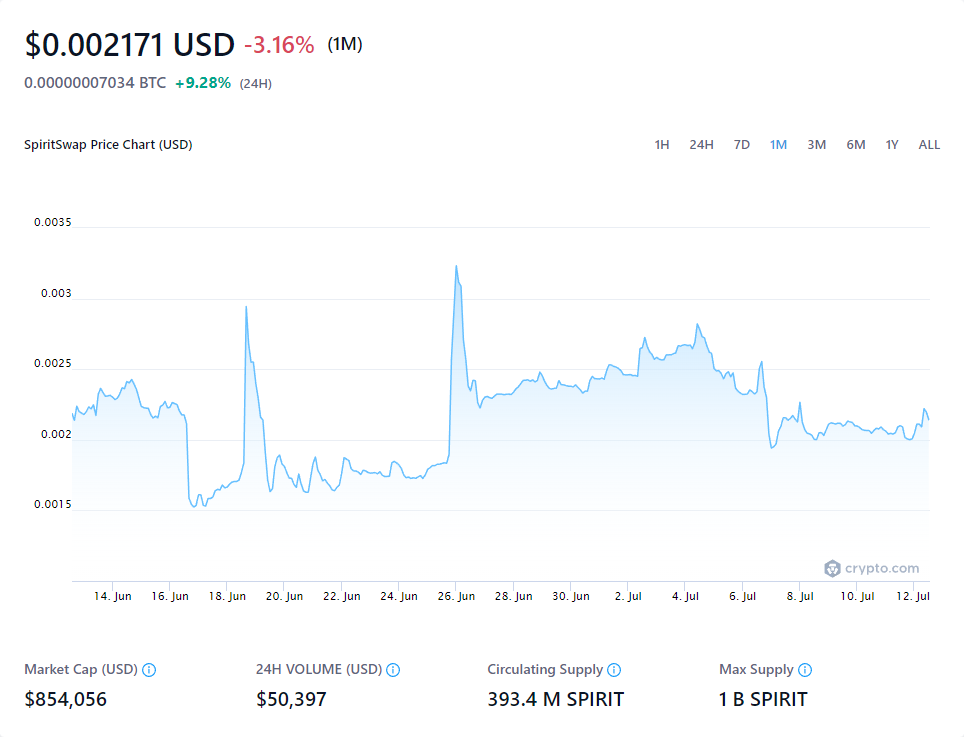 $0.002171 USD -3.16% (1M)
0.00000007034 BTC +9.28% (24H)
SpiritSwap Price Chart (USD) 1H 24H 7D 1M 3M 6M 1Y ALL
0.0035
0.003
0.0025
0.002
0.0015
crypto.com
14. Jun 16. Jun 18. Jun 20. Jun 22. Jun 24. Jun 26. Jun 28. Jun 30. Jun 2. Jul 4. Jul 6. Jul 8. Jul 10. Jul 12. Jul
Market Cap (USD) 24H VOLUME (USD) Circulating Supply Max Supply
$854,056 $50,397 393.4 M SPIRIT 1 B SPIRIT